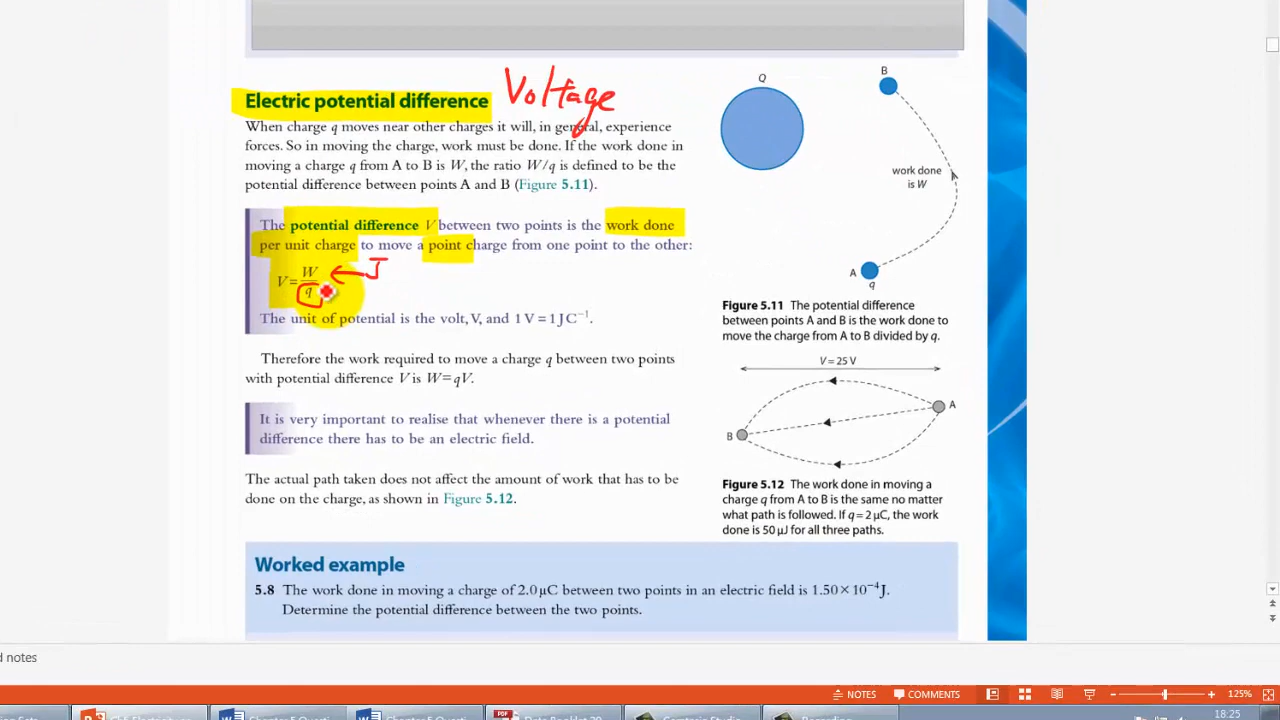 Electric potential difference Voltage
When charge q moves near other charges it will, in general, experience
forces. So in moving the charge, work must be done. If the work done in
moving a charge q from A to B is W, the ratio W/q is defined to be the
potential difference between points A and B (Figure 5.11).
The potential difference V between two points is the work done
per unit charge to move a point charge from one point to the other:
V = W/q J
The unit of potential is the volt, V, and 1 V = 1 J C⁻¹.
Therefore the work required to move a charge q between two points
with potential difference V is W = qV.
It is very important to realise that whenever there is a potential
difference there has to be an electric field.
The actual path taken does not affect the amount of work that has to be
done on the charge, as shown in Figure 5.12.
Q
B
work done
is W
A
q
Figure 5.11 The potential difference
between points A and B is the work done to
move the charge from A to B divided by q.
V = 25 V
A
B
Figure 5.12 The work done in moving a
charge q from A to B is the same no matter
what path is followed. If q = 2 µC, the work
done is 50 µJ for all three paths.
Worked example
5.8 The work done in moving a charge of 2.0 µC between two points in an electric field is 1.50 × 10⁻⁴ J.
Determine the potential difference between the two points.
d notes
NOTES COMMENTS 125%
18:25